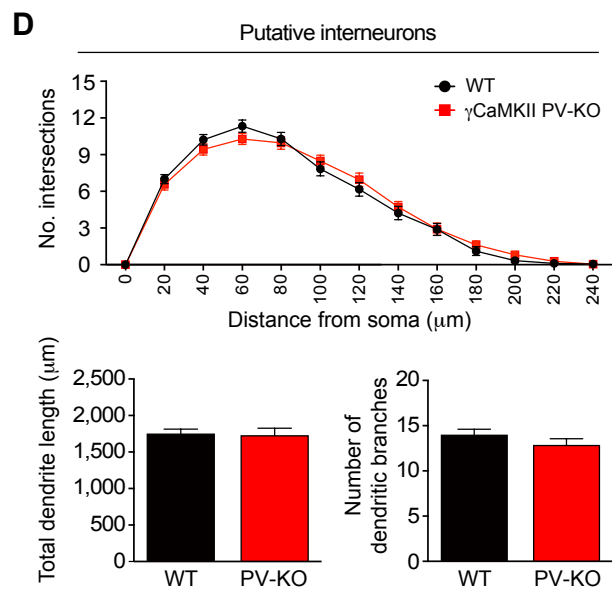 D
Putative interneurons
WT
γCaMKII PV-KO
No. intersections
15
12
9
6
3
0
0
20
40
60
80
100
120
140
160
180
200
220
240
Distance from soma (μm)
Total dendrite length (μm)
2,500
2,000
1,500
1,000
500
0
WT PV-KO
Number of
dendritic branches
20
15
10
5
0
WT PV-KO